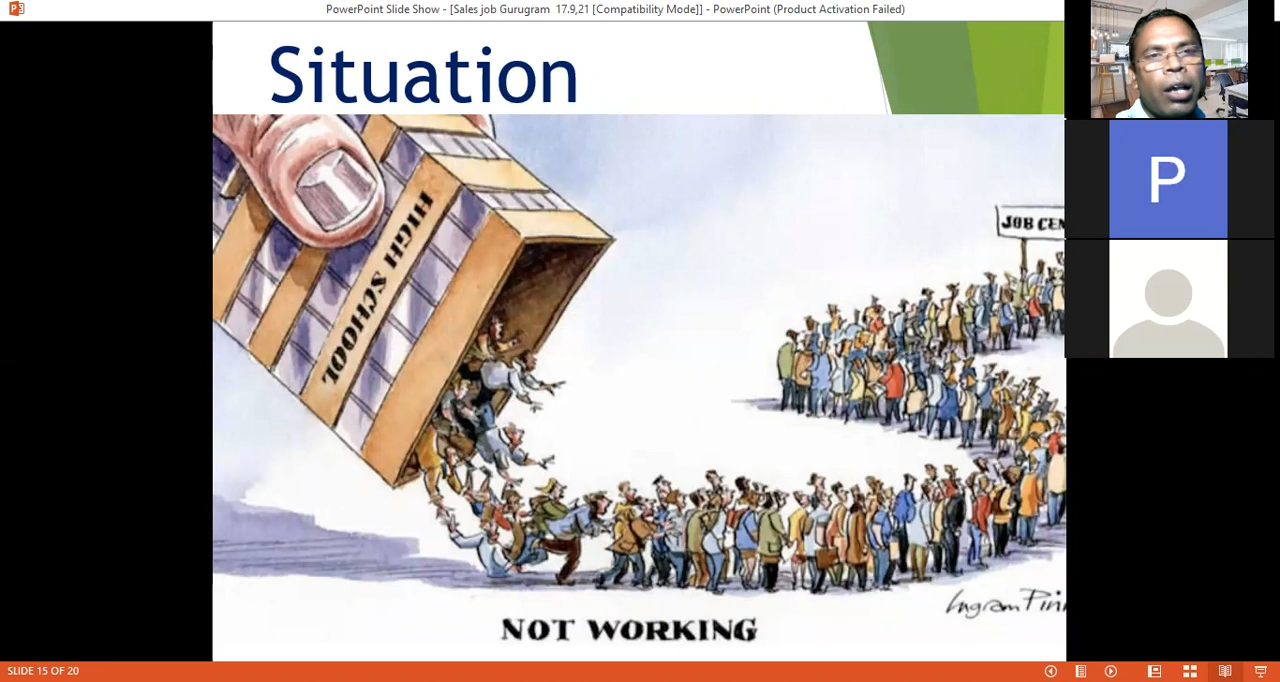 PowerPoint Slide Show - [Sales job Gurugram 17.9,21 [Compatibility Mode]] - PowerPoint (Product Activation Failed)
Situation
P
HIGH SCHOOL
JOB CEN
NOT WORKING
SLIDE 15 OF 20